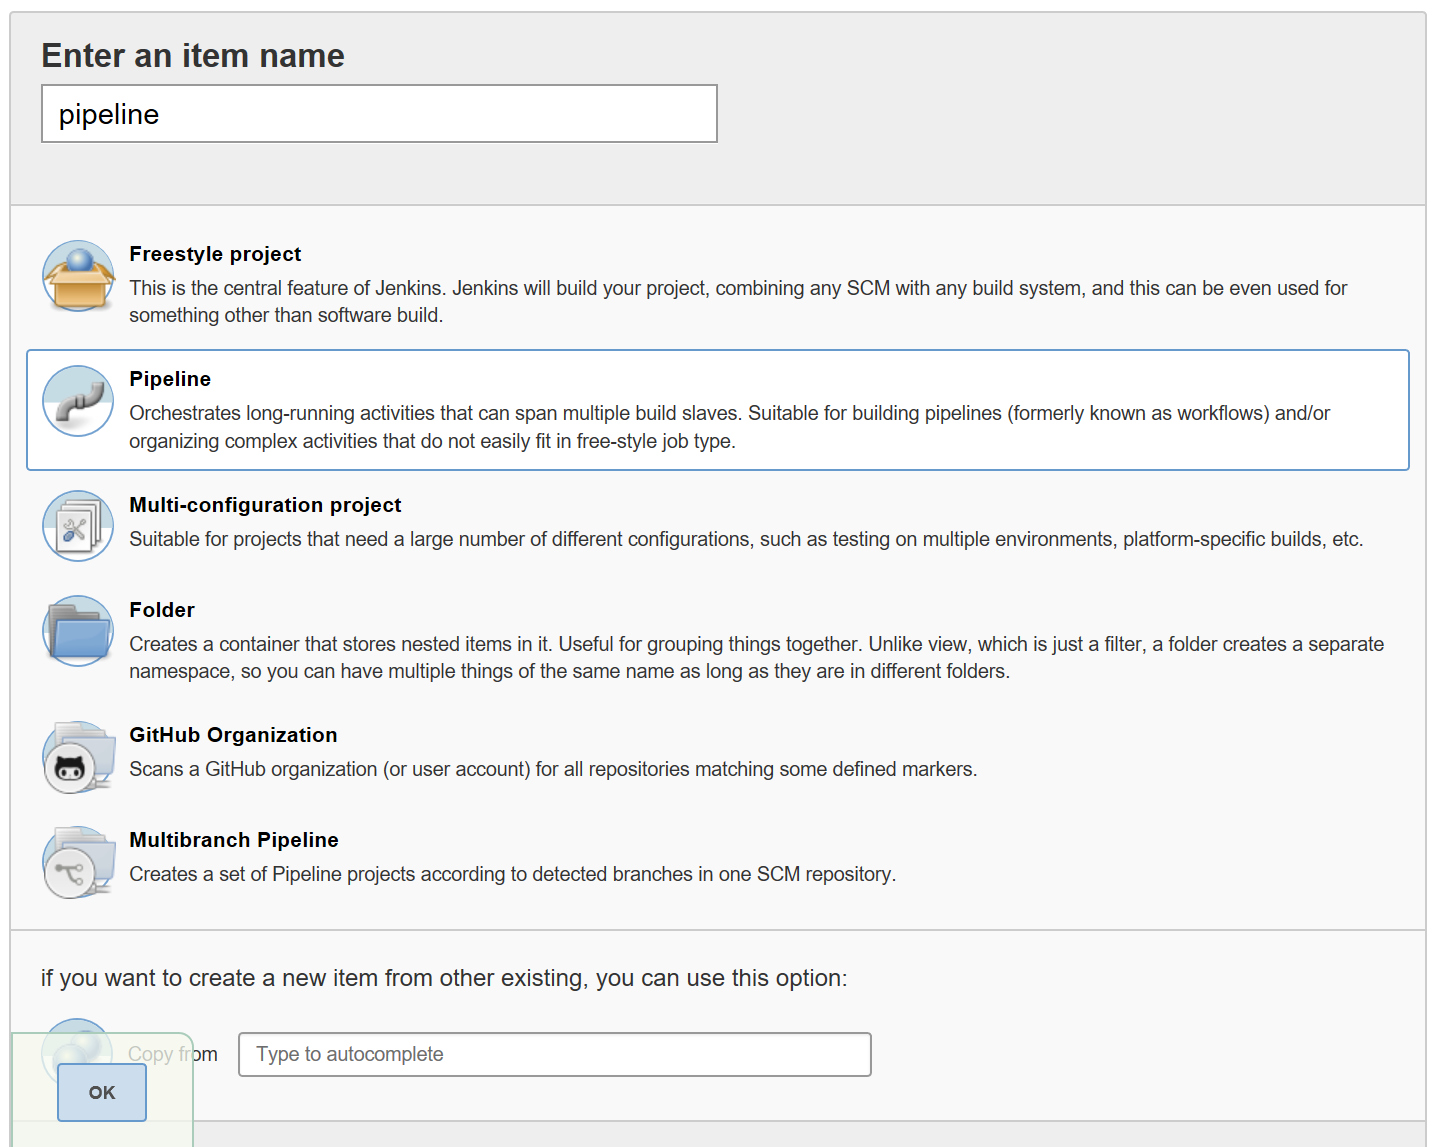 Enter an item name
pipeline
Freestyle project
This is the central feature of Jenkins. Jenkins will build your project, combining any SCM with any build system, and this can be even used for
something other than software build.
Pipeline
Orchestrates long-running activities that can span multiple build slaves. Suitable for building pipelines (formerly known as workflows) and/or
organizing complex activities that do not easily fit in free-style job type.
Multi-configuration project
Suitable for projects that need a large number of different configurations, such as testing on multiple environments, platform-specific builds, etc.
Folder
Creates a container that stores nested items in it. Useful for grouping things together. Unlike view, which is just a filter, a folder creates a separate
namespace, so you can have multiple things of the same name as long as they are in different folders.
GitHub Organization
Scans a GitHub organization (or user account) for all repositories matching some defined markers.
Multibranch Pipeline
Creates a set of Pipeline projects according to detected branches in one SCM repository.
if you want to create a new item from other existing, you can use this option:
Copy from
Type to autocomplete
OK